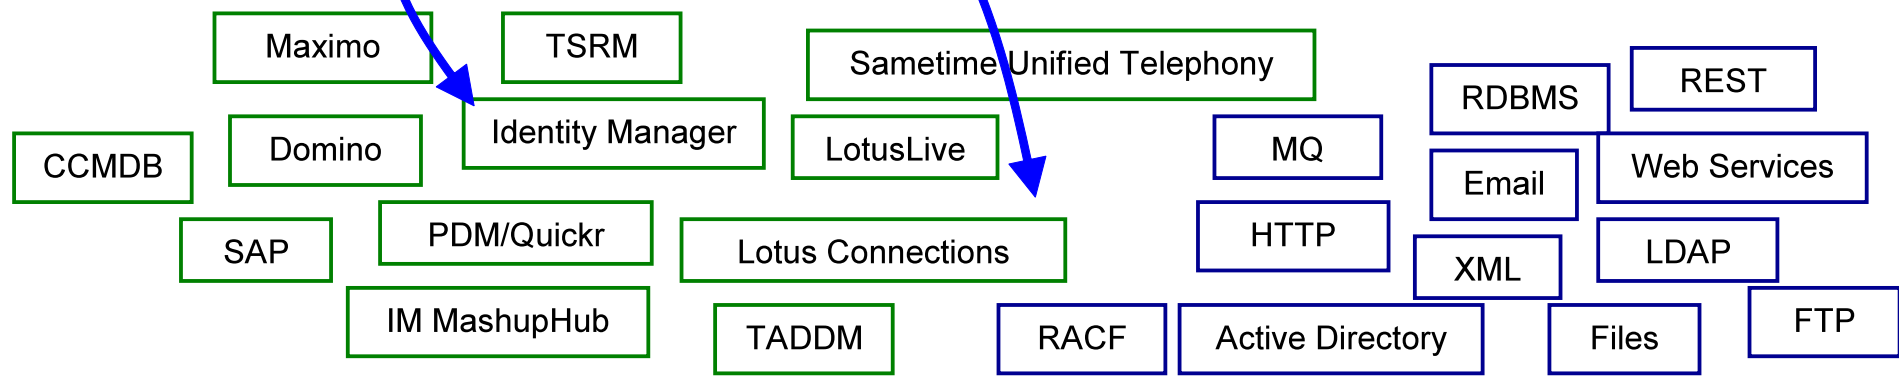 Maximo
TSRM
Sametime Unified Telephony
REST
RDBMS
Identity Manager
Domino
LotusLive
MQ
CCMDB
Web Services
Email
PDM/Quickr
HTTP
SAP
Lotus Connections
LDAP
XML
IM MashupHub
FTP
TADDM
RACF
Active Directory
Files